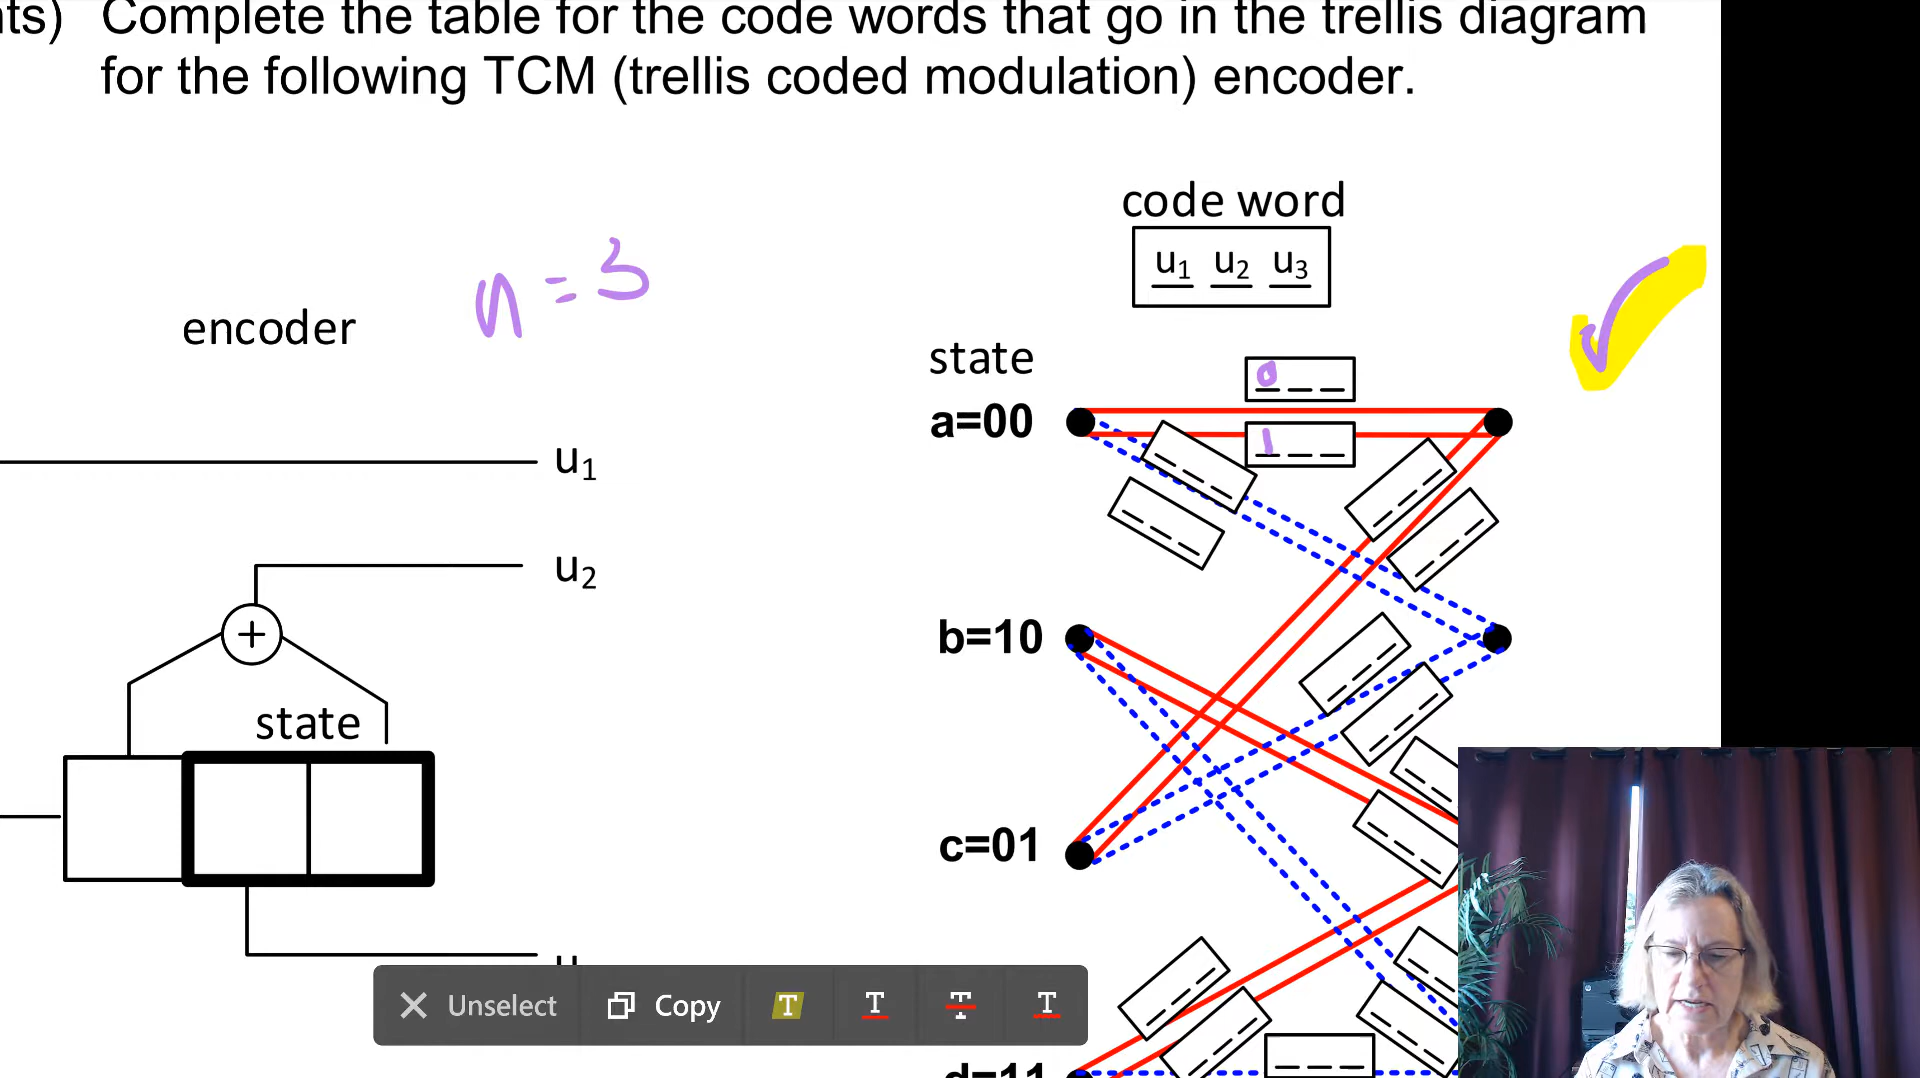 ts) Complete the table for the code words that go in the trellis diagram
for the following TCM (trellis coded modulation) encoder.
code word
u₁ u₂ u₃
n = 3
encoder
state
0
a=00
1
u₁
u₂
b=10
state
c=01
Unselect
Copy
d=11